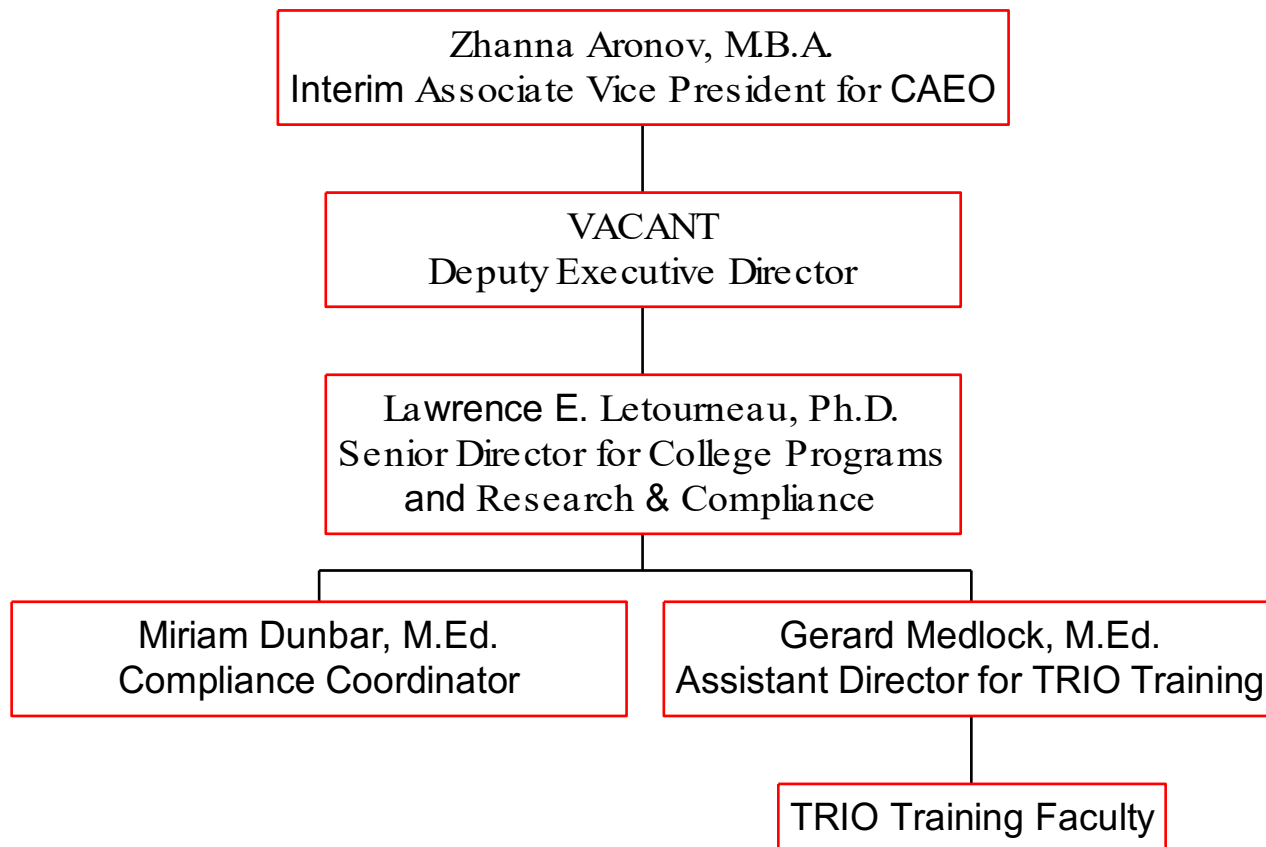 Zhanna Aronov, M.B.A.
Interim Associate Vice President for CAEO
VACANT
Deputy Executive Director
Lawrence E. Letourneau, Ph.D.
Senior Director for College Programs
and Research & Compliance
Miriam Dunbar, M.Ed.
Compliance Coordinator
Gerard Medlock, M.Ed.
Assistant Director for TRIO Training
TRIO Training Faculty